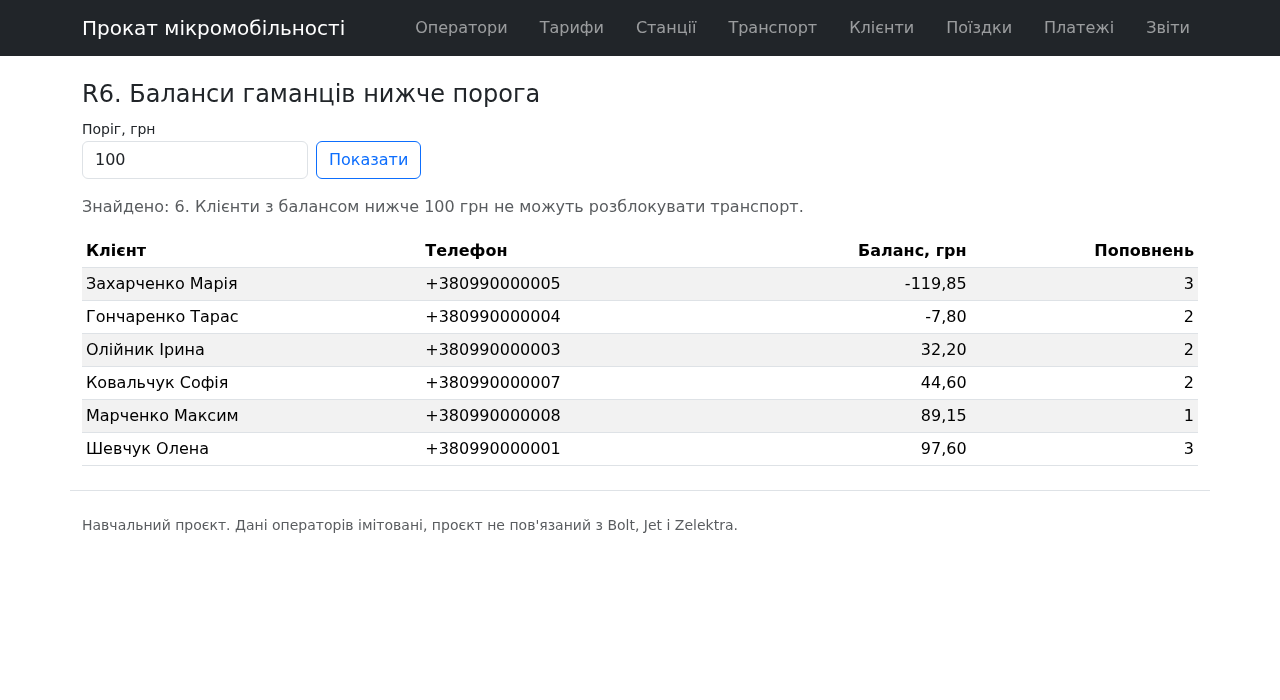 Прокат мікромобільності Оператори Тарифи Станції Транспорт Клієнти Поїздки Платежі Звіти
R6. Баланси гаманців нижче порога
Поріг, грн
100 Показати
Знайдено: 6. Клієнти з балансом нижче 100 грн не можуть розблокувати транспорт.
Клієнт Телефон Баланс, грн Поповнень
Захарченко Марія +380990000005 -119,85 3
Гончаренко Тарас +380990000004 -7,80 2
Олійник Ірина +380990000003 32,20 2
Ковальчук Софія +380990000007 44,60 2
Марченко Максим +380990000008 89,15 1
Шевчук Олена +380990000001 97,60 3
Навчальний проєкт. Дані операторів імітовані, проєкт не пов'язаний з Bolt, Jet і Zelektra.